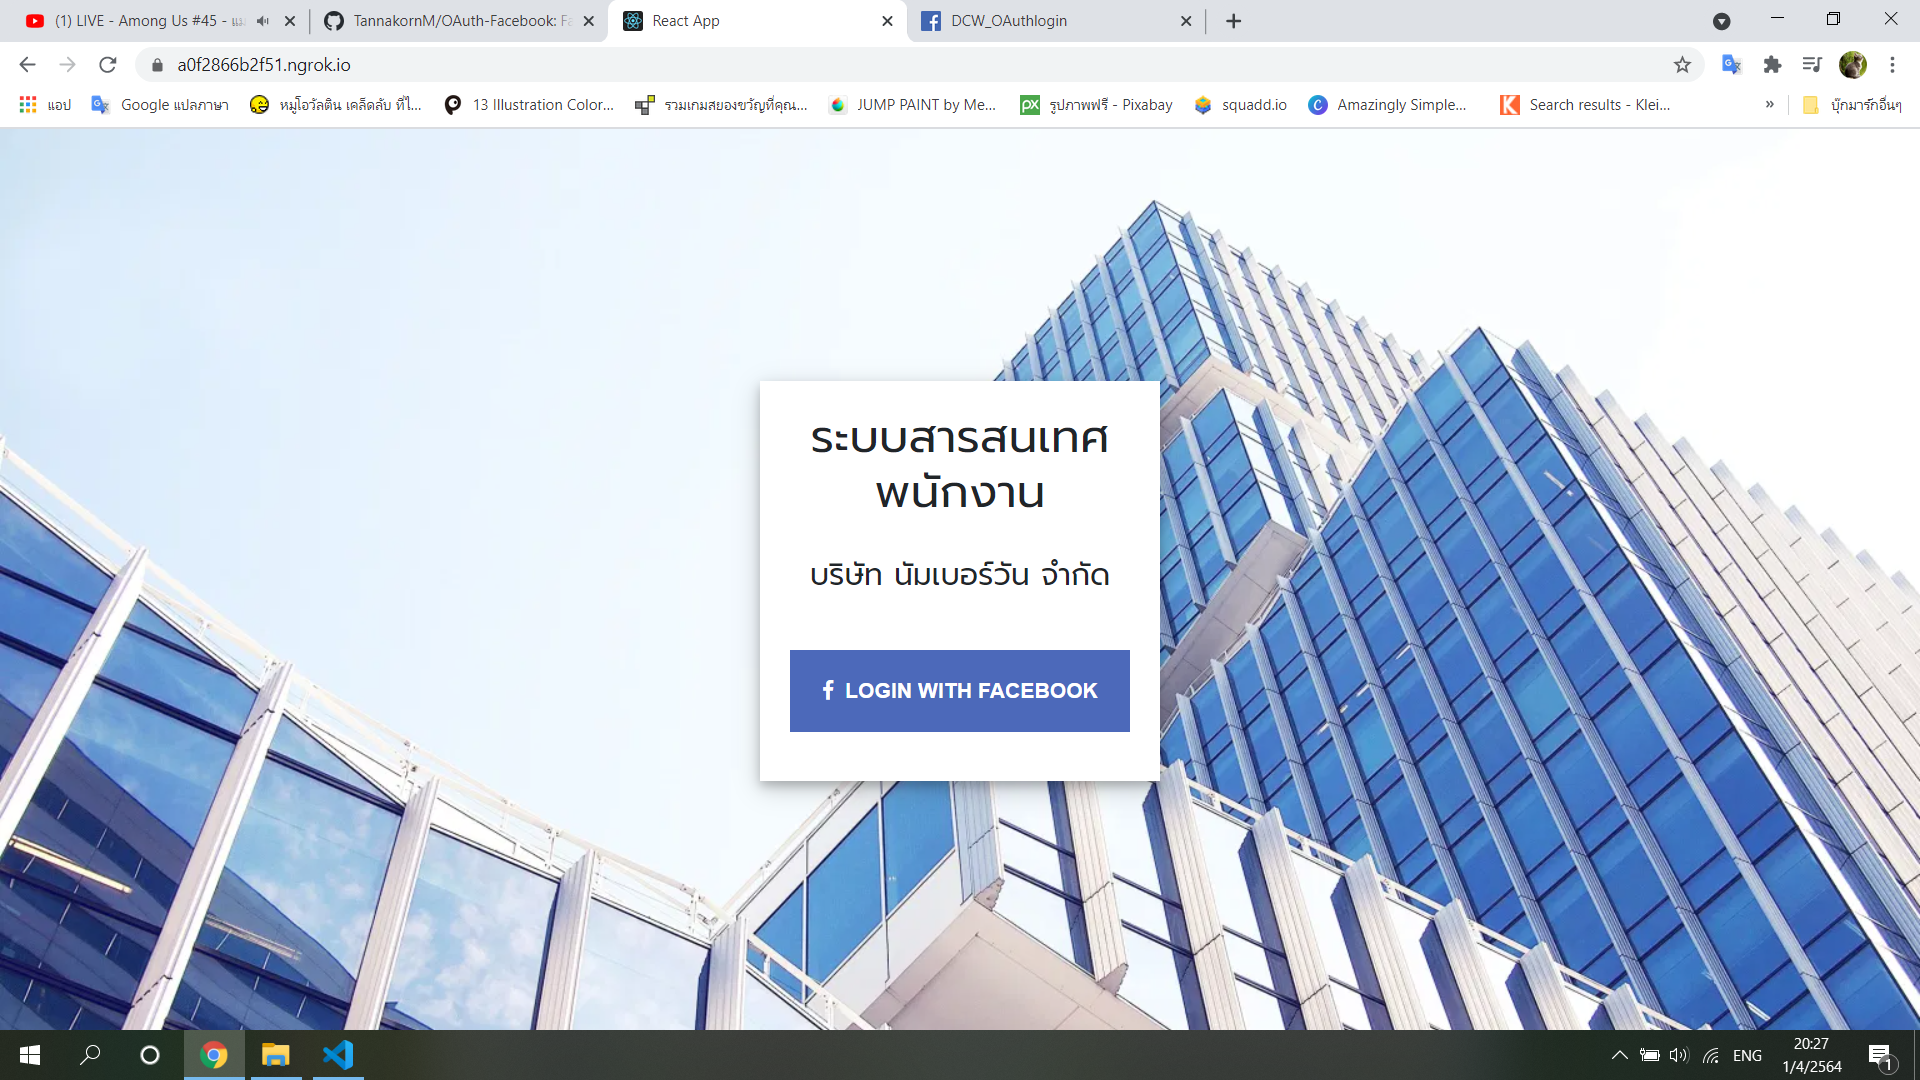 (1) LIVE - Among Us #45 - แม
TannakornM/OAuth-Facebook: Fa
React App
DCW_OAuthlogin
a0f2866b2f51.ngrok.io
แอป
Google แปลภาษา
หมู่โอวัลติน เคล็ดลับ ที่ไ...
13 Illustration Color...
รวมเกมสยองขวัญที่คุณ...
JUMP PAINT by Me...
px
รูปภาพฟรี - Pixabay
squadd.io
Amazingly Simple...
Search results - Klei...
»
บุ๊กมาร์กอื่นๆ
ระบบสารสนเทศ
พนักงาน
บริษัท นัมเบอร์วัน จำกัด
LOGIN WITH FACEBOOK
ENG
20:27
1/4/2564
1